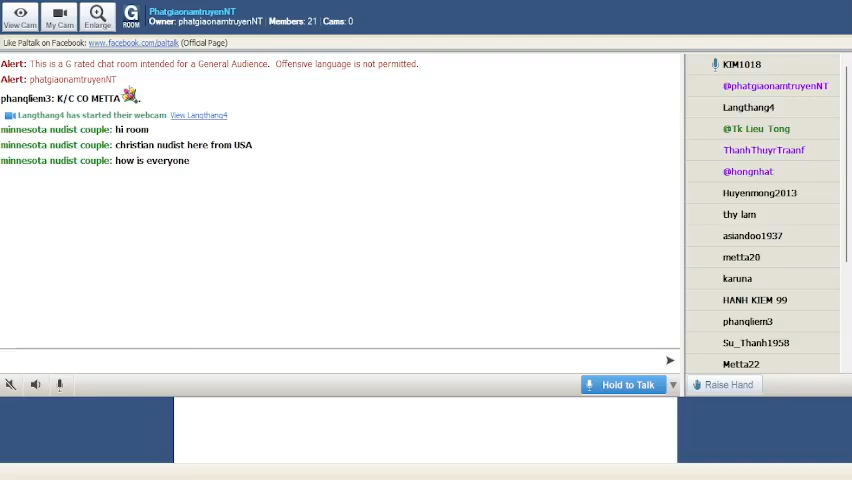 View Cam
My Cam
Enlarge
G
ROOM
PhatgiaonamtruyenNT
Owner: phatgiaonamtruyenNT | Members: 21 | Cams: 0
Like Paltalk on Facebook: www.facebook.com/paltalk (Official Page)
Alert: This is a G rated chat room intended for a General Audience. Offensive language is not permitted.
Alert: phatgiaonamtruyenNT
phanqliem3: K/C CO METTA .
Langthang4 has started their webcam View Langthang4
minnesota nudist couple: hi room
minnesota nudist couple: christian nudist here from USA
minnesota nudist couple: how is everyone
KIM1018
@phatgiaonamtruyenNT
Langthang4
@Tk Lieu Tong
ThanhThuyrTraanf
@hongnhat
Huyenmong2013
thy lam
asiandoo1937
metta20
karuna
HANH KIEM 99
phanqliem3
Su_Thanh1958
Metta22
Hold to Talk
Raise Hand